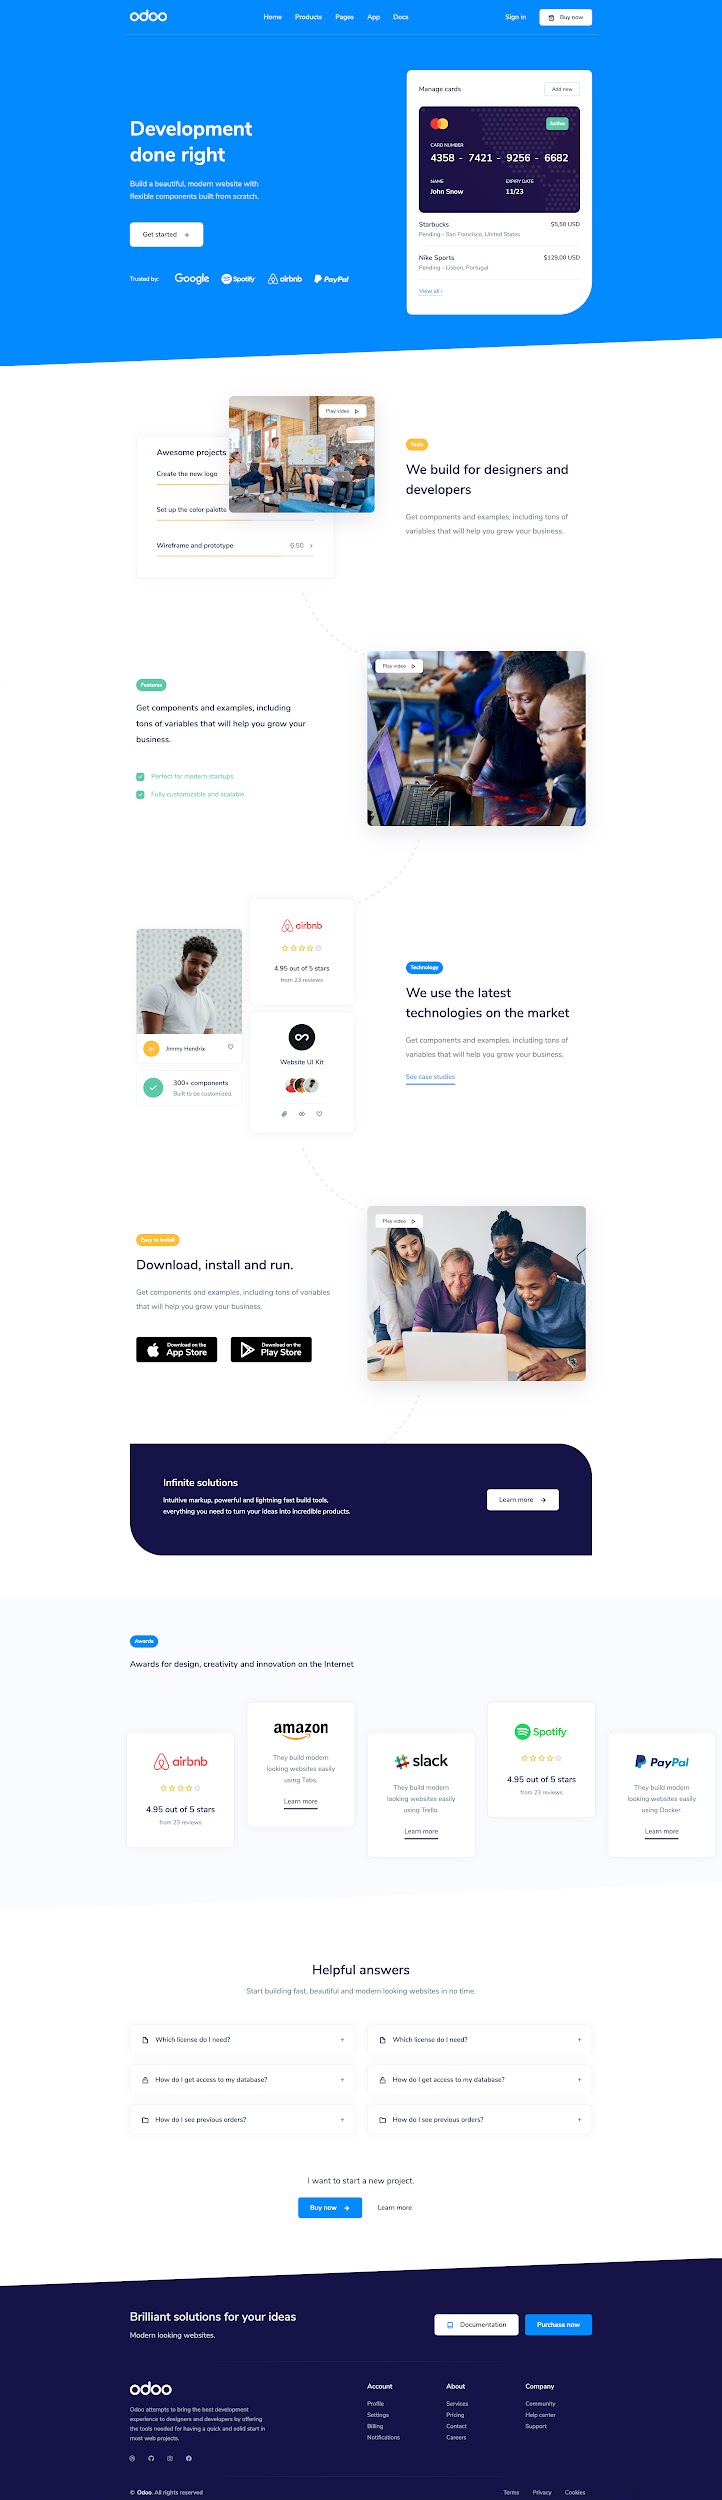 odoo
Home Products Pages App Docs
Sign in
Buy now
Development
done right
Build a beautiful, modern website with
flexible components built from scratch.
Get started
Trusted by: Google Spotify airbnb PayPal
Manage cards
Add new
Active
CARD NUMBER
4358 - 7421 - 9256 - 6682
NAME EXPIRY DATE
John Snow 11/23
Starbucks $5,50 USD
Pending - San Francisco, United States
Nike Sports $129,00 USD
Pending - Lisbon, Portugal
View all ›
Awesome projects
Create the new logo
Set up the color palette
Wireframe and prototype 6:50
Play video
Tools
We build for designers and
developers
Get components and examples, including tons of
variables that will help you grow your business.
Features
Get components and examples, including
tons of variables that will help you grow your
business.
Perfect for modern startups
Fully customizable and scalable
Play video
JH Jimmy Hendrix
300+ components
Built to be customized.
airbnb
4.95 out of 5 stars
from 23 reviews
Website UI Kit
Technology
We use the latest
technologies on the market
Get components and examples, including tons of
variables that will help you grow your business.
See case studies
Easy to install
Download, install and run.
Get components and examples, including tons of variables
that will help you grow your business.
Download on the
App Store
Download on the
Play Store
Play video
Infinite solutions
Intuitive markup, powerful and lightning fast build tools,
everything you need to turn your ideas into incredible products.
Learn more
Awards
Awards for design, creativity and innovation on the Internet
airbnb
4.95 out of 5 stars
from 23 reviews
amazon
They build modern
looking websites easily
using Tabs.
Learn more
slack
They build modern
looking websites easily
using Trello.
Learn more
Spotify
4.95 out of 5 stars
from 23 reviews
PayPal
They build modern
looking websites easily
using Docker.
Learn more
Helpful answers
Start building fast, beautiful and modern looking websites in no time.
Which license do I need? +
How do I get access to my database? +
How do I see previous orders? +
Which license do I need? +
How do I get access to my database? +
How do I see previous orders? +
I want to start a new project.
Buy now
Learn more
Brilliant solutions for your ideas
Modern looking websites.
Documentation
Purchase now
odoo
Odoo attempts to bring the best development
experience to designers and developers by offering
the tools needed for having a quick and solid start in
most web projects.
Account
Profile
Settings
Billing
Notifications
About
Services
Pricing
Contact
Careers
Company
Community
Help center
Support
© Odoo. All rights reserved
Terms Privacy Cookies